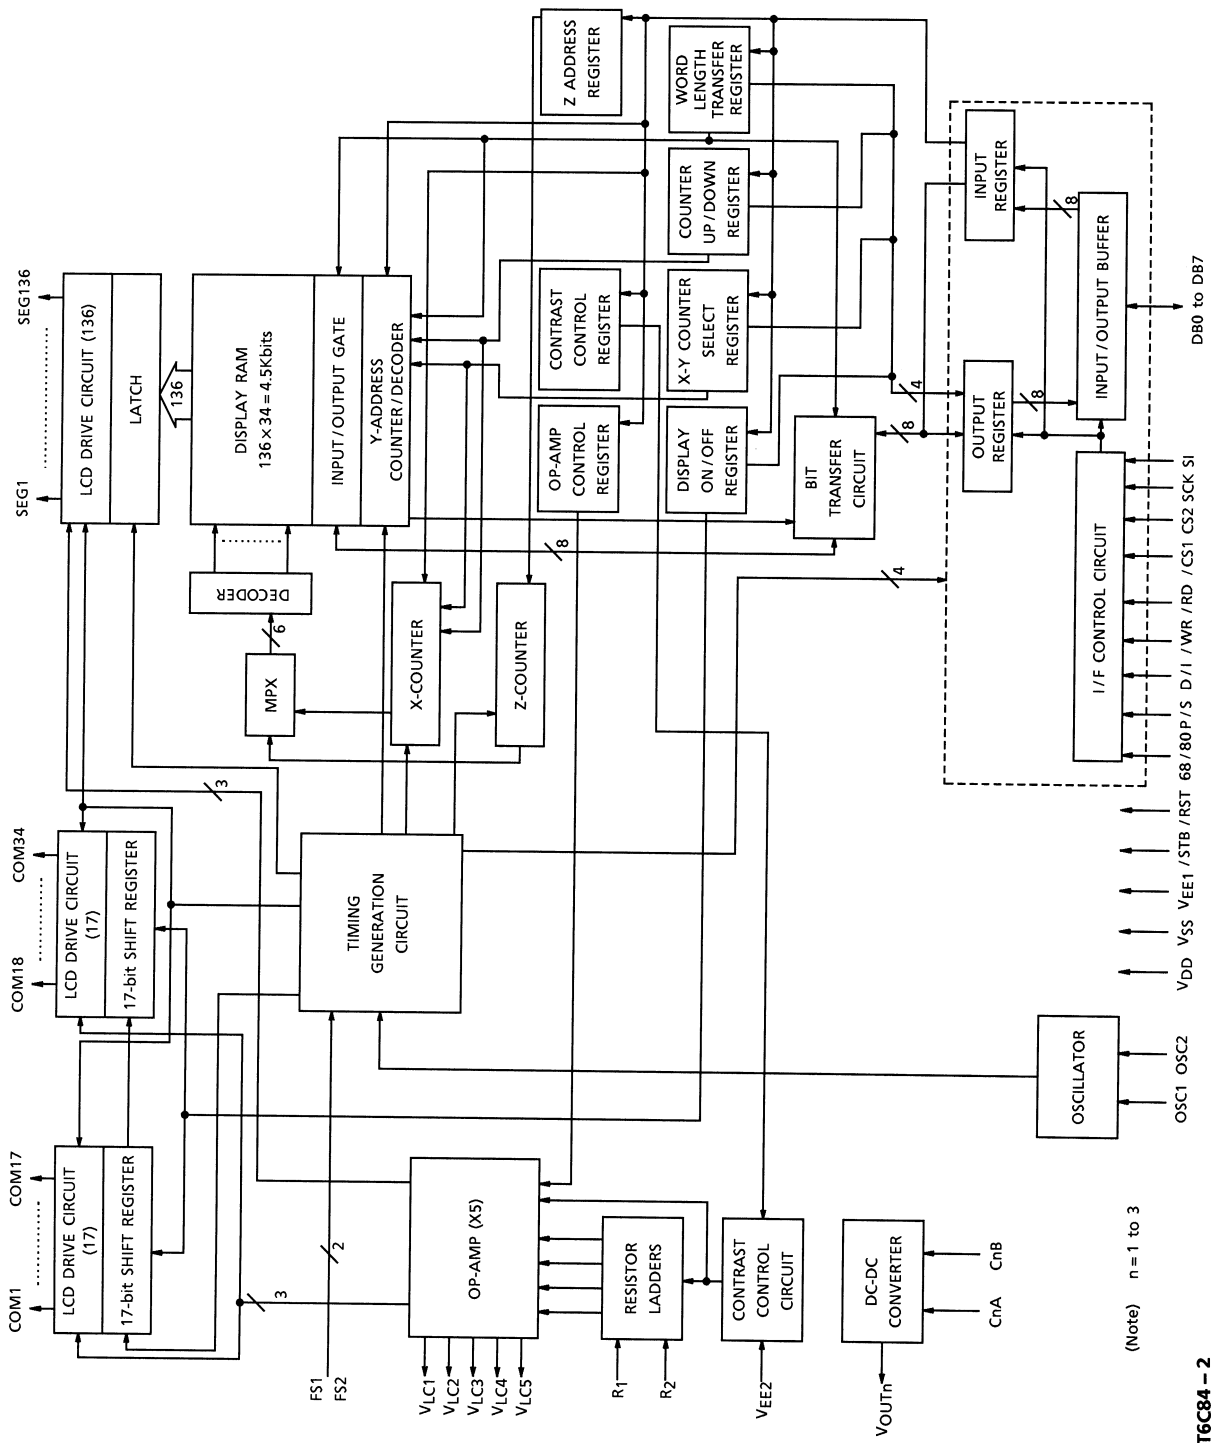 COM1 COM17
COM18 COM34
SEG1 SEG136
LCD DRIVE CIRCUIT
(17)
17-bit SHIFT REGISTER
LCD DRIVE CIRCUIT
(17)
17-bit SHIFT REGISTER
LCD DRIVE CIRCUIT (136)
LATCH
3
136
DISPLAY RAM
136 × 34 = 4.5Kbits
INPUT / OUTPUT GATE
Y-ADDRESS
COUNTER / DECODER
DECODER
6
MPX
3
FS1
FS2
2
TIMING
GENERATION
CIRCUIT
X-COUNTER
Z-COUNTER
8
VLC1
VLC2
VLC3
VLC4
VLC5
OP-AMP (X5)
OP-AMP
CONTROL
REGISTER
CONTRAST
CONTROL
REGISTER
Z ADDRESS
REGISTER
R1
R2
RESISTOR
LADDERS
DISPLAY
ON / OFF
REGISTER
X-Y COUNTER
SELECT
REGISTER
COUNTER
UP / DOWN
REGISTER
WORD
LENGTH
TRANSFER
REGISTER
VEE2
CONTRAST
CONTROL
CIRCUIT
BIT
TRANSFER
CIRCUIT
VOUTn
DC-DC
CONVERTER
CnA CnB
4
8
4
OUTPUT
REGISTER
INPUT
REGISTER
8
8
OSCILLATOR
I/F CONTROL CIRCUIT
INPUT / OUTPUT BUFFER
(Note) n = 1 to 3
OSC1 OSC2
VDD VSS VEE1 / STB / RST 68 / 80 P / S D / I / WR / RD / CS1 CS2 SCK SI
DB0 to DB7
T6C84 – 2